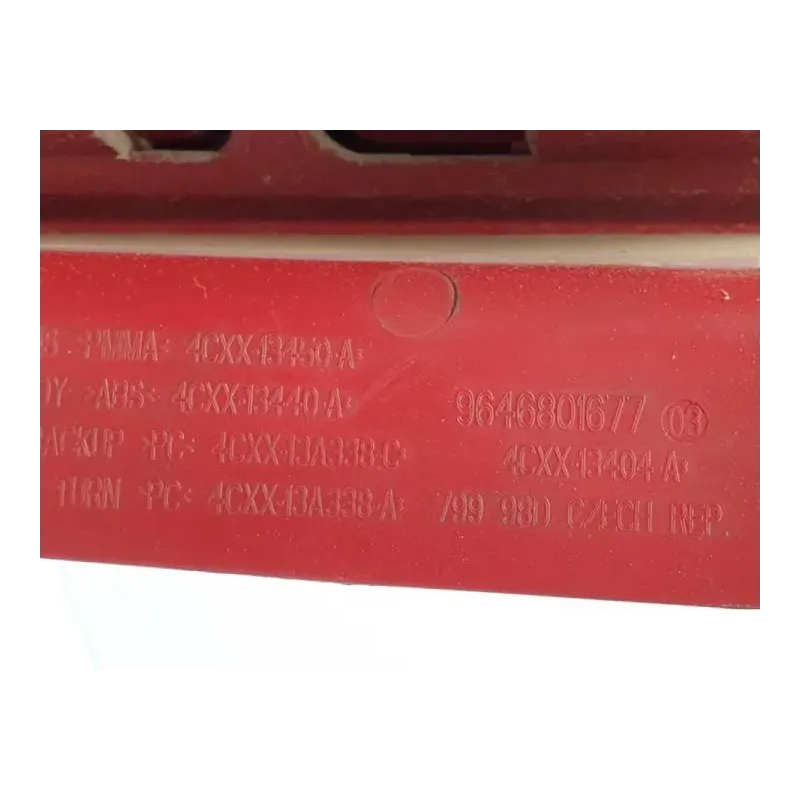 >PMMA< 4CXX-13450-A
>ABS< 4CXX-13440-A
BACKUP >PC< 4CXX-13A338-C
TURN >PC< 4CXX-13A338-A
9646801677 03
4CXX-13404-A
799 98D CZECH REP.